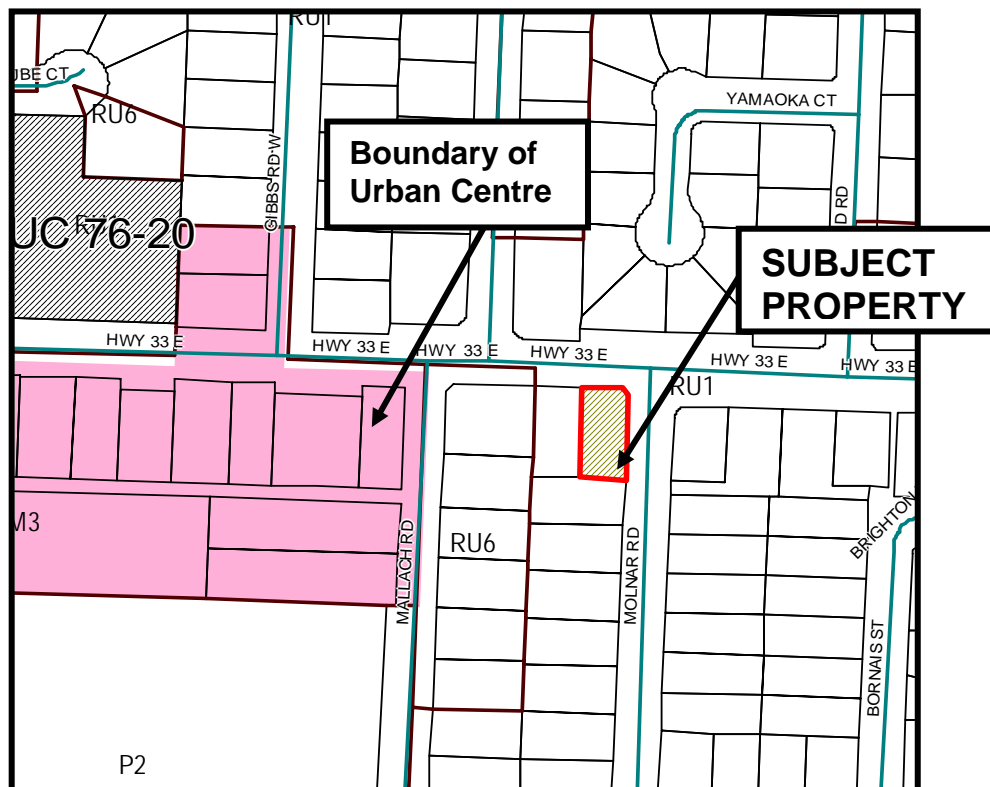 RU1
JBE CT
RU6
YAMAOKA CT
Boundary of
Urban Centre
GIBBS RD W
D RD
UC 76-20
SUBJECT
PROPERTY
HWY 33 E
HWY 33 E
HWY 33 E
HWY 33 E
HWY 33 E
HWY 33 E
RU1
M3
RU6
MALLACH RD
MOLNAR RD
BRIGHTON
BORNAIS ST
P2